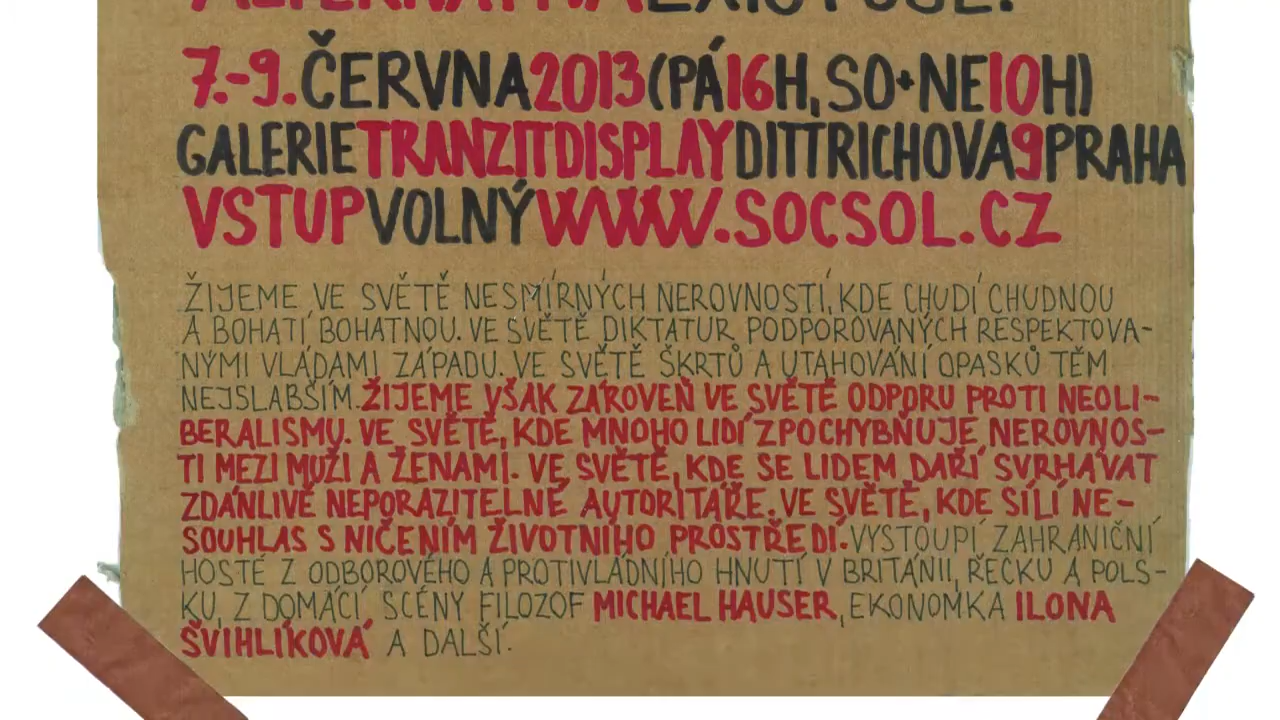 7.-9. ČERVNA 2013 (PÁ 16H, SO+NE 10H)
GALERIE TRANZITDISPLAY DITTRICHOVA 9 PRAHA
VSTUP VOLNÝ WWW.SOCSOL.CZ
ŽIJEME VE SVĚTĚ NESMÍRNÝCH NEROVNOSTÍ, KDE CHUDÍ CHUDNOU
A BOHATÍ BOHATNOU. VE SVĚTĚ DIKTATUR PODPOROVANÝCH RESPEKTOVA-
NÝMI VLÁDAMI ZÁPADU. VE SVĚTĚ ŠKRTŮ A UTAHOVÁNÍ OPASKŮ TĚM
NEJSLABŠÍM. ŽIJEME VŠAK ZÁROVEŇ VE SVĚTĚ ODPORU PROTI NEOLI-
BERALISMU. VE SVĚTĚ, KDE MNOHO LIDÍ ZPOCHYBŇUJE NEROVNOS-
TI MEZI MUŽI A ŽENAMI. VE SVĚTĚ, KDE SE LIDEM DAŘÍ SVRHÁVAT
ZDÁNLIVĚ NEPORAZITELNÉ AUTORITÁŘE. VE SVĚTĚ, KDE SÍLÍ NE-
SOUHLAS S NIČENÍM ŽIVOTNÍHO PROSTŘEDÍ. VYSTOUPÍ ZAHRANIČNÍ
HOSTÉ Z ODBOROVÉHO A PROTIVLÁDNÍHO HNUTÍ V BRITÁNII, ŘECKU A POLS-
KU, Z DOMÁCÍ SCÉNY FILOZOF MICHAEL HAUSER, EKONOMKA ILONA
ŠVIHLÍKOVÁ A DALŠÍ.